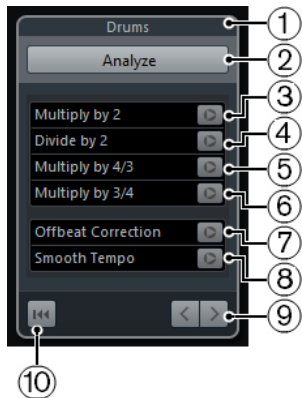 Drums ①
Analyze ②
Multiply by 2 ③
Divide by 2 ④
Multiply by 4/3 ⑤
Multiply by 3/4 ⑥
Offbeat Correction ⑦
Smooth Tempo ⑧
⑨
⑩